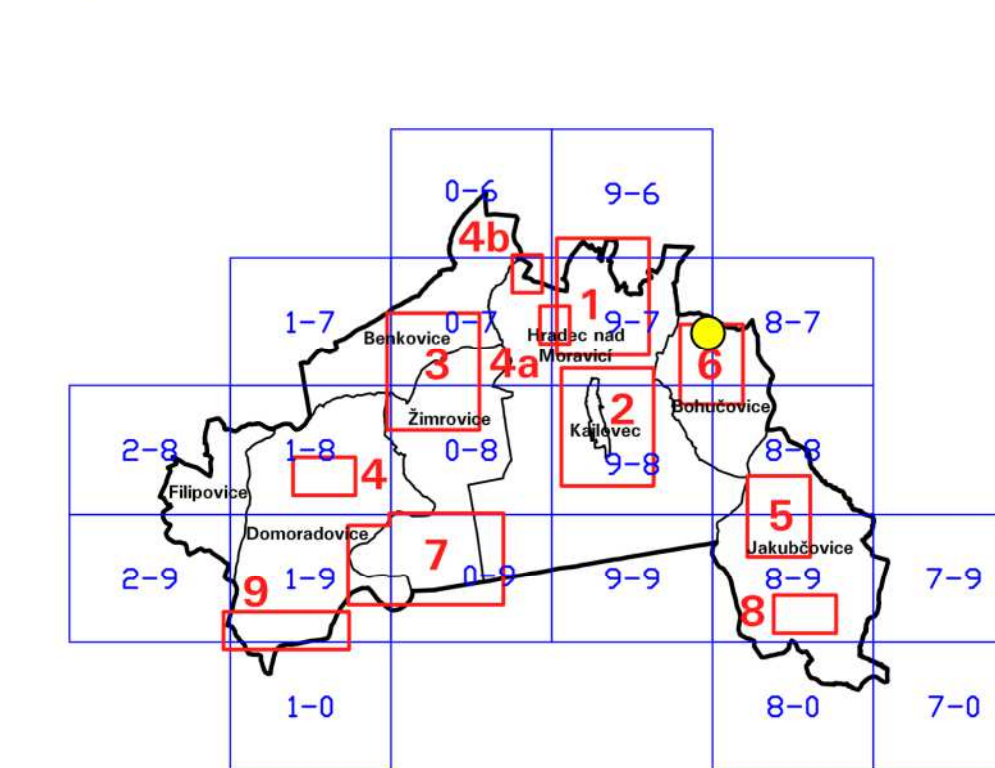 0-6
9-6
4b
1
1-7
0-7
9-7
8-7
Benkovice
Hradec nad
Moravicí
3
4a
6
2
Bohučovice
Žimrovice
Kajlovec
2-8
1-8
0-8
9-8
8-8
4
Filipovice
5
Domoradovice
Jakubčovice
7
2-9
1-9
0-9
9-9
8-9
7-9
9
8
1-0
8-0
7-0